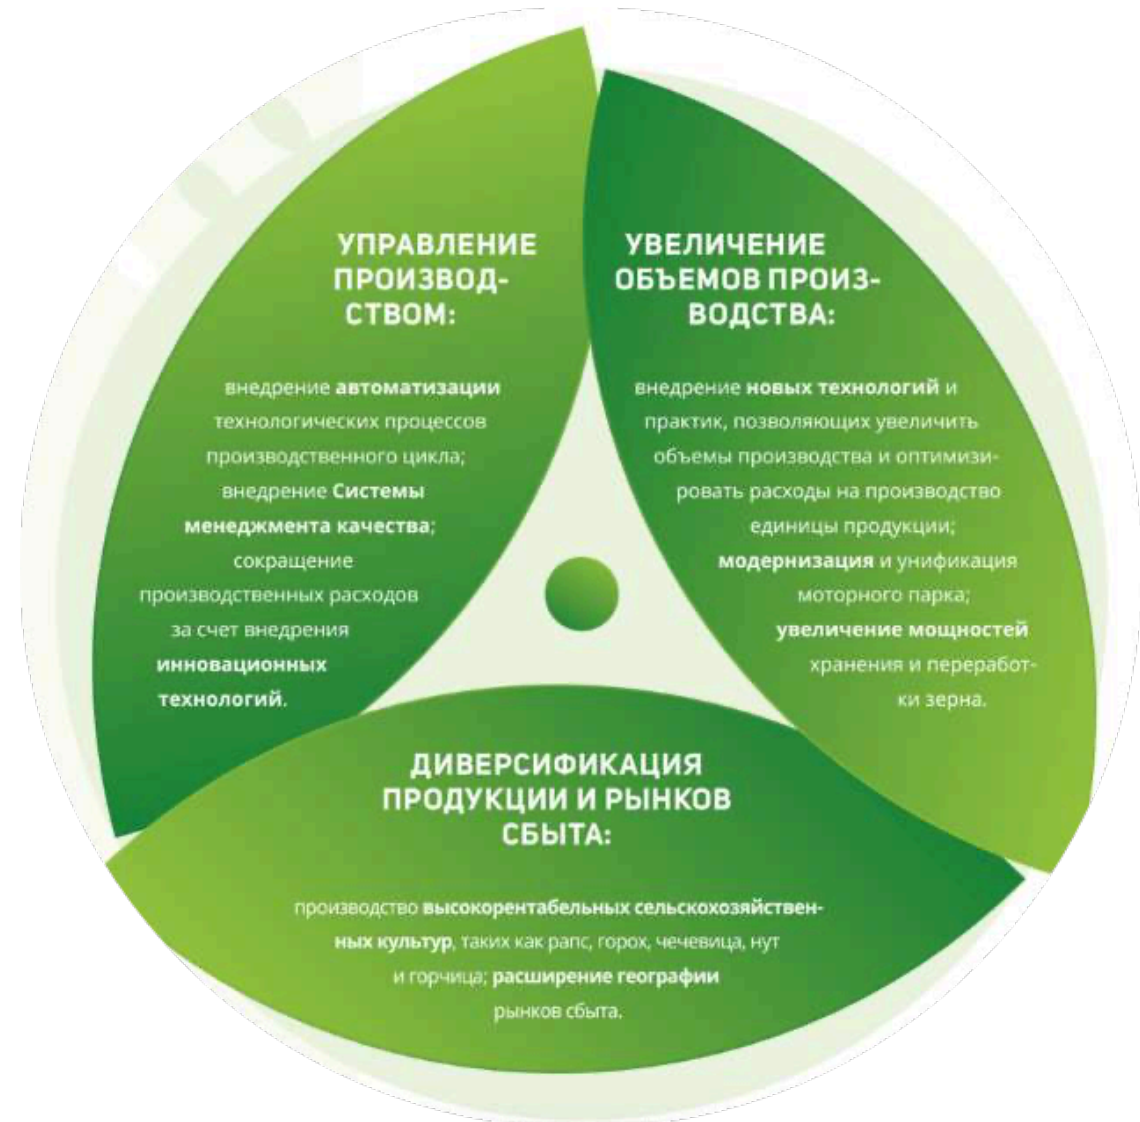 УПРАВЛЕНИЕ
ПРОИЗВОД-
СТВОМ:
внедрение автоматизации
технологических процессов
производственного цикла;
внедрение Системы
менеджмента качества;
сокращение
производственных расходов
за счет внедрения
инновационных
технологий.
УВЕЛИЧЕНИЕ
ОБЪЕМОВ ПРОИЗ-
ВОДСТВА:
внедрение новых технологий и
практик, позволяющих увеличить
объемы производства и оптимизи-
ровать расходы на производство
единицы продукции;
модернизация и унификация
моторного парка;
увеличение мощностей
хранения и переработ-
ки зерна.
ДИВЕРСИФИКАЦИЯ
ПРОДУКЦИИ И РЫНКОВ
СБЫТА:
производство высокорентабельных сельскохозяйствен-
ных культур, таких как рапс, горох, чечевица, нут
и горчица; расширение географии
рынков сбыта.